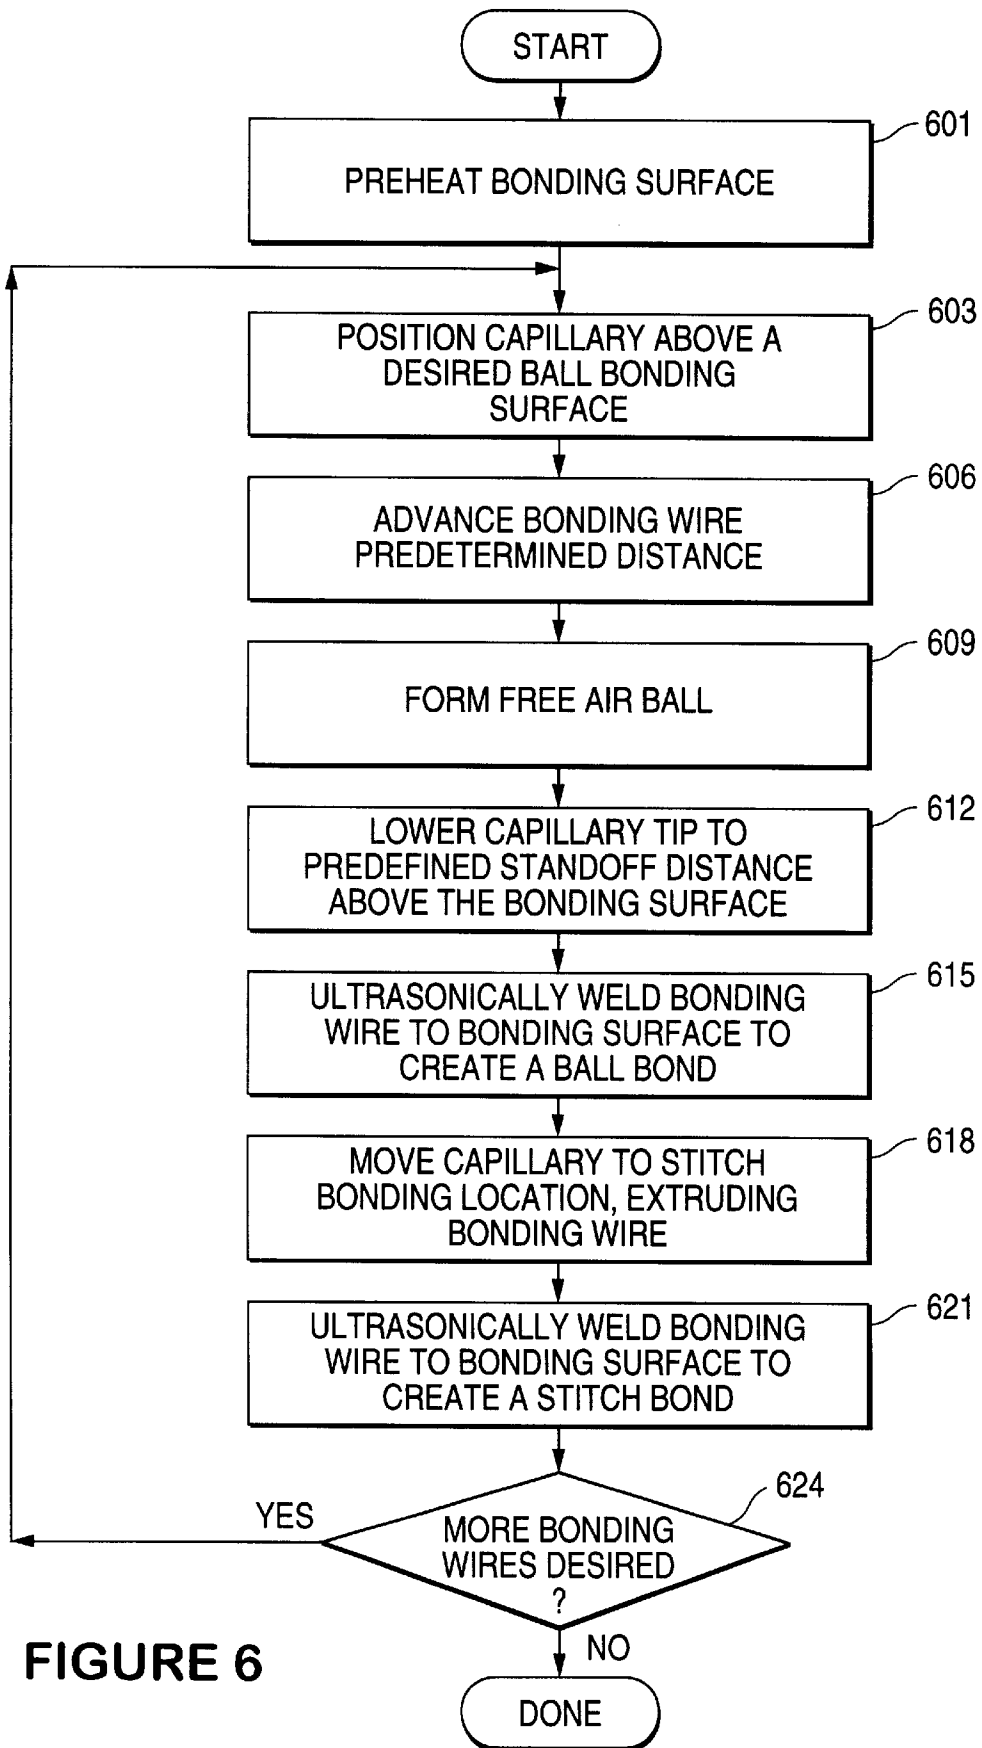 START
601
PREHEAT BONDING SURFACE
603
POSITION CAPILLARY ABOVE A
DESIRED BALL BONDING
SURFACE
606
ADVANCE BONDING WIRE
PREDETERMINED DISTANCE
609
FORM FREE AIR BALL
612
LOWER CAPILLARY TIP TO
PREDEFINED STANDOFF DISTANCE
ABOVE THE BONDING SURFACE
615
ULTRASONICALLY WELD BONDING
WIRE TO BONDING SURFACE TO
CREATE A BALL BOND
618
MOVE CAPILLARY TO STITCH
BONDING LOCATION, EXTRUDING
BONDING WIRE
621
ULTRASONICALLY WELD BONDING
WIRE TO BONDING SURFACE TO
CREATE A STITCH BOND
624
YES
MORE BONDING
WIRES DESIRED
?
NO
FIGURE 6
DONE